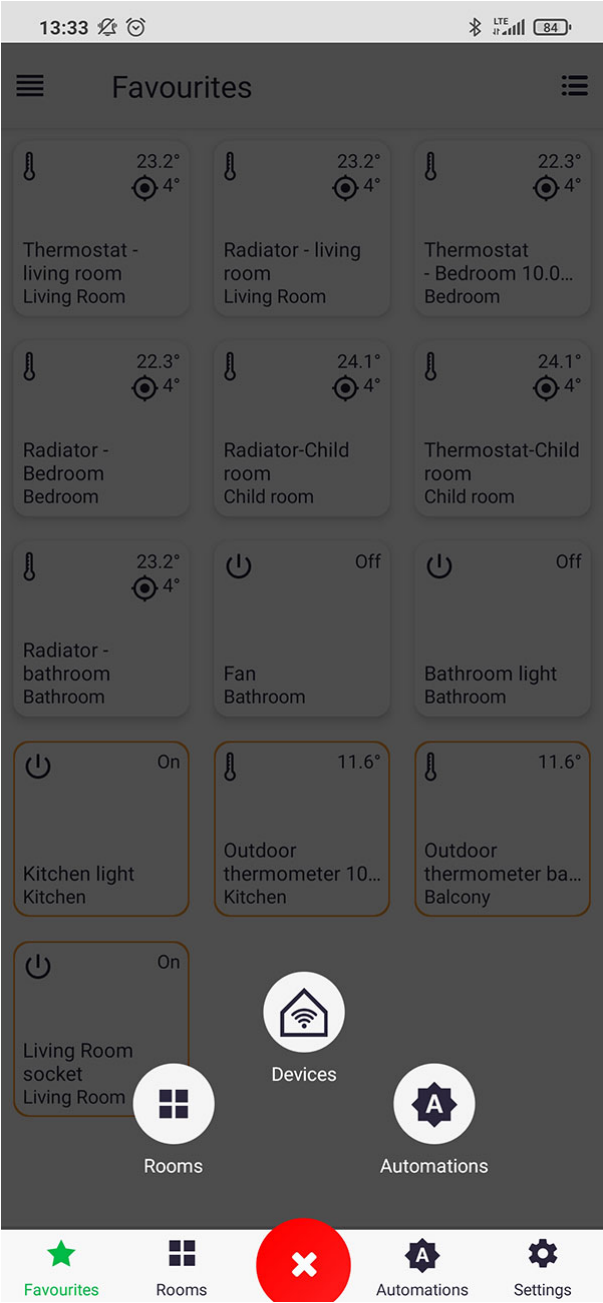 13:33 LTE 84
Favourites
23.2°
4°
Thermostat -
living room
Living Room
23.2°
4°
Radiator - living
room
Living Room
22.3°
4°
Thermostat
- Bedroom 10.0...
Bedroom
22.3°
4°
Radiator -
Bedroom
Bedroom
24.1°
4°
Radiator-Child
room
Child room
24.1°
4°
Thermostat-Child
room
Child room
23.2°
4°
Radiator -
bathroom
Bathroom
Off
Fan
Bathroom
Off
Bathroom light
Bathroom
On
Kitchen light
Kitchen
11.6°
Outdoor
thermometer 10...
Kitchen
11.6°
Outdoor
thermometer ba...
Balcony
On
Living Room
socket
Living Room
Devices
Rooms
A
Automations
Favourites
Rooms
A
Automations
Settings